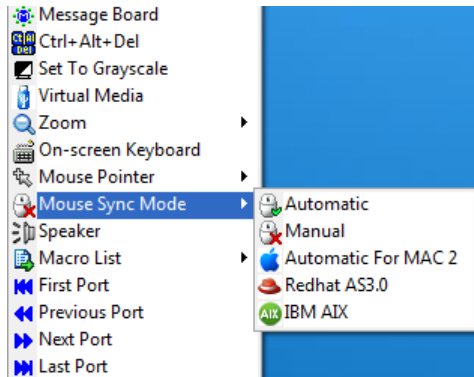 Message Board
Ctrl+Alt+Del
Set To Grayscale
Virtual Media
Zoom
On-screen Keyboard
Mouse Pointer
Mouse Sync Mode
Speaker
Macro List
First Port
Previous Port
Next Port
Last Port
Automatic
Manual
Automatic For MAC 2
Redhat AS3.0
AIX IBM AIX